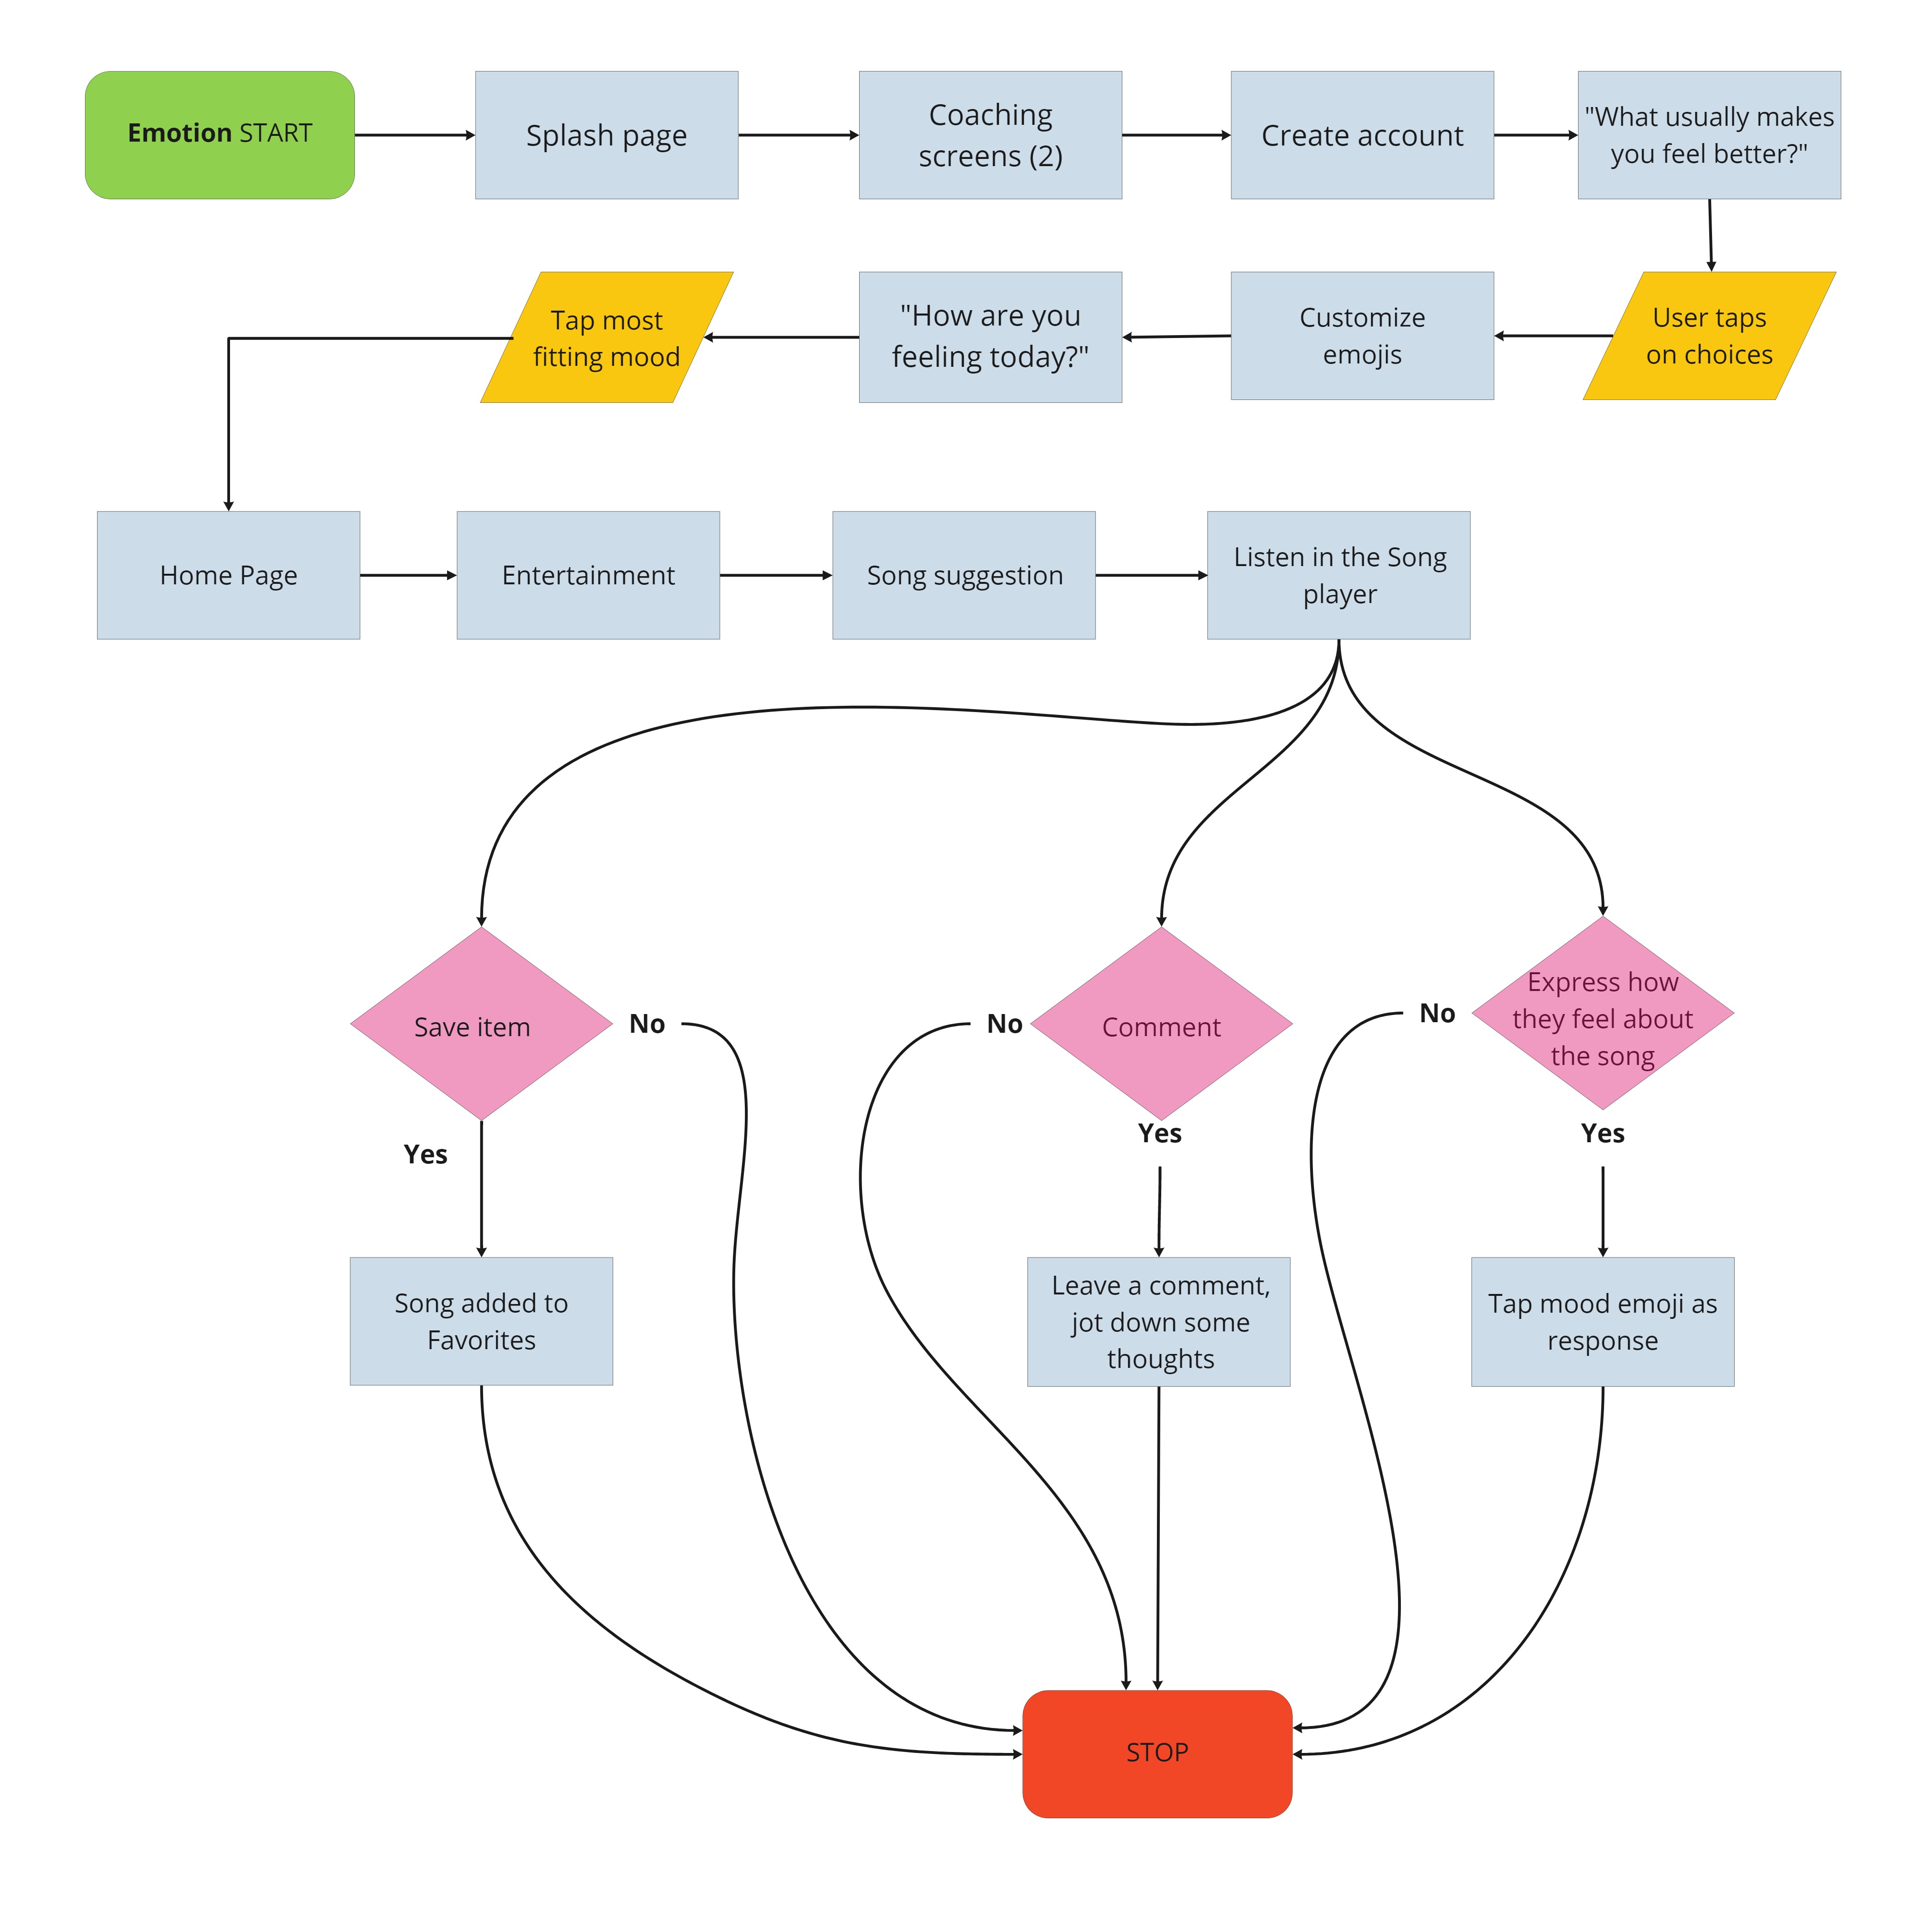 Emotion START
Splash page
Coaching
screens (2)
Create account
"What usually makes
you feel better?"
Tap most
fitting mood
"How are you
feeling today?"
Customize
emojis
User taps
on choices
Home Page
Entertainment
Song suggestion
Listen in the Song
player
Save item
No
No
Comment
No
Express how
they feel about
the song
Yes
Yes
Yes
Song added to
Favorites
Leave a comment,
jot down some
thoughts
Tap mood emoji as
response
STOP